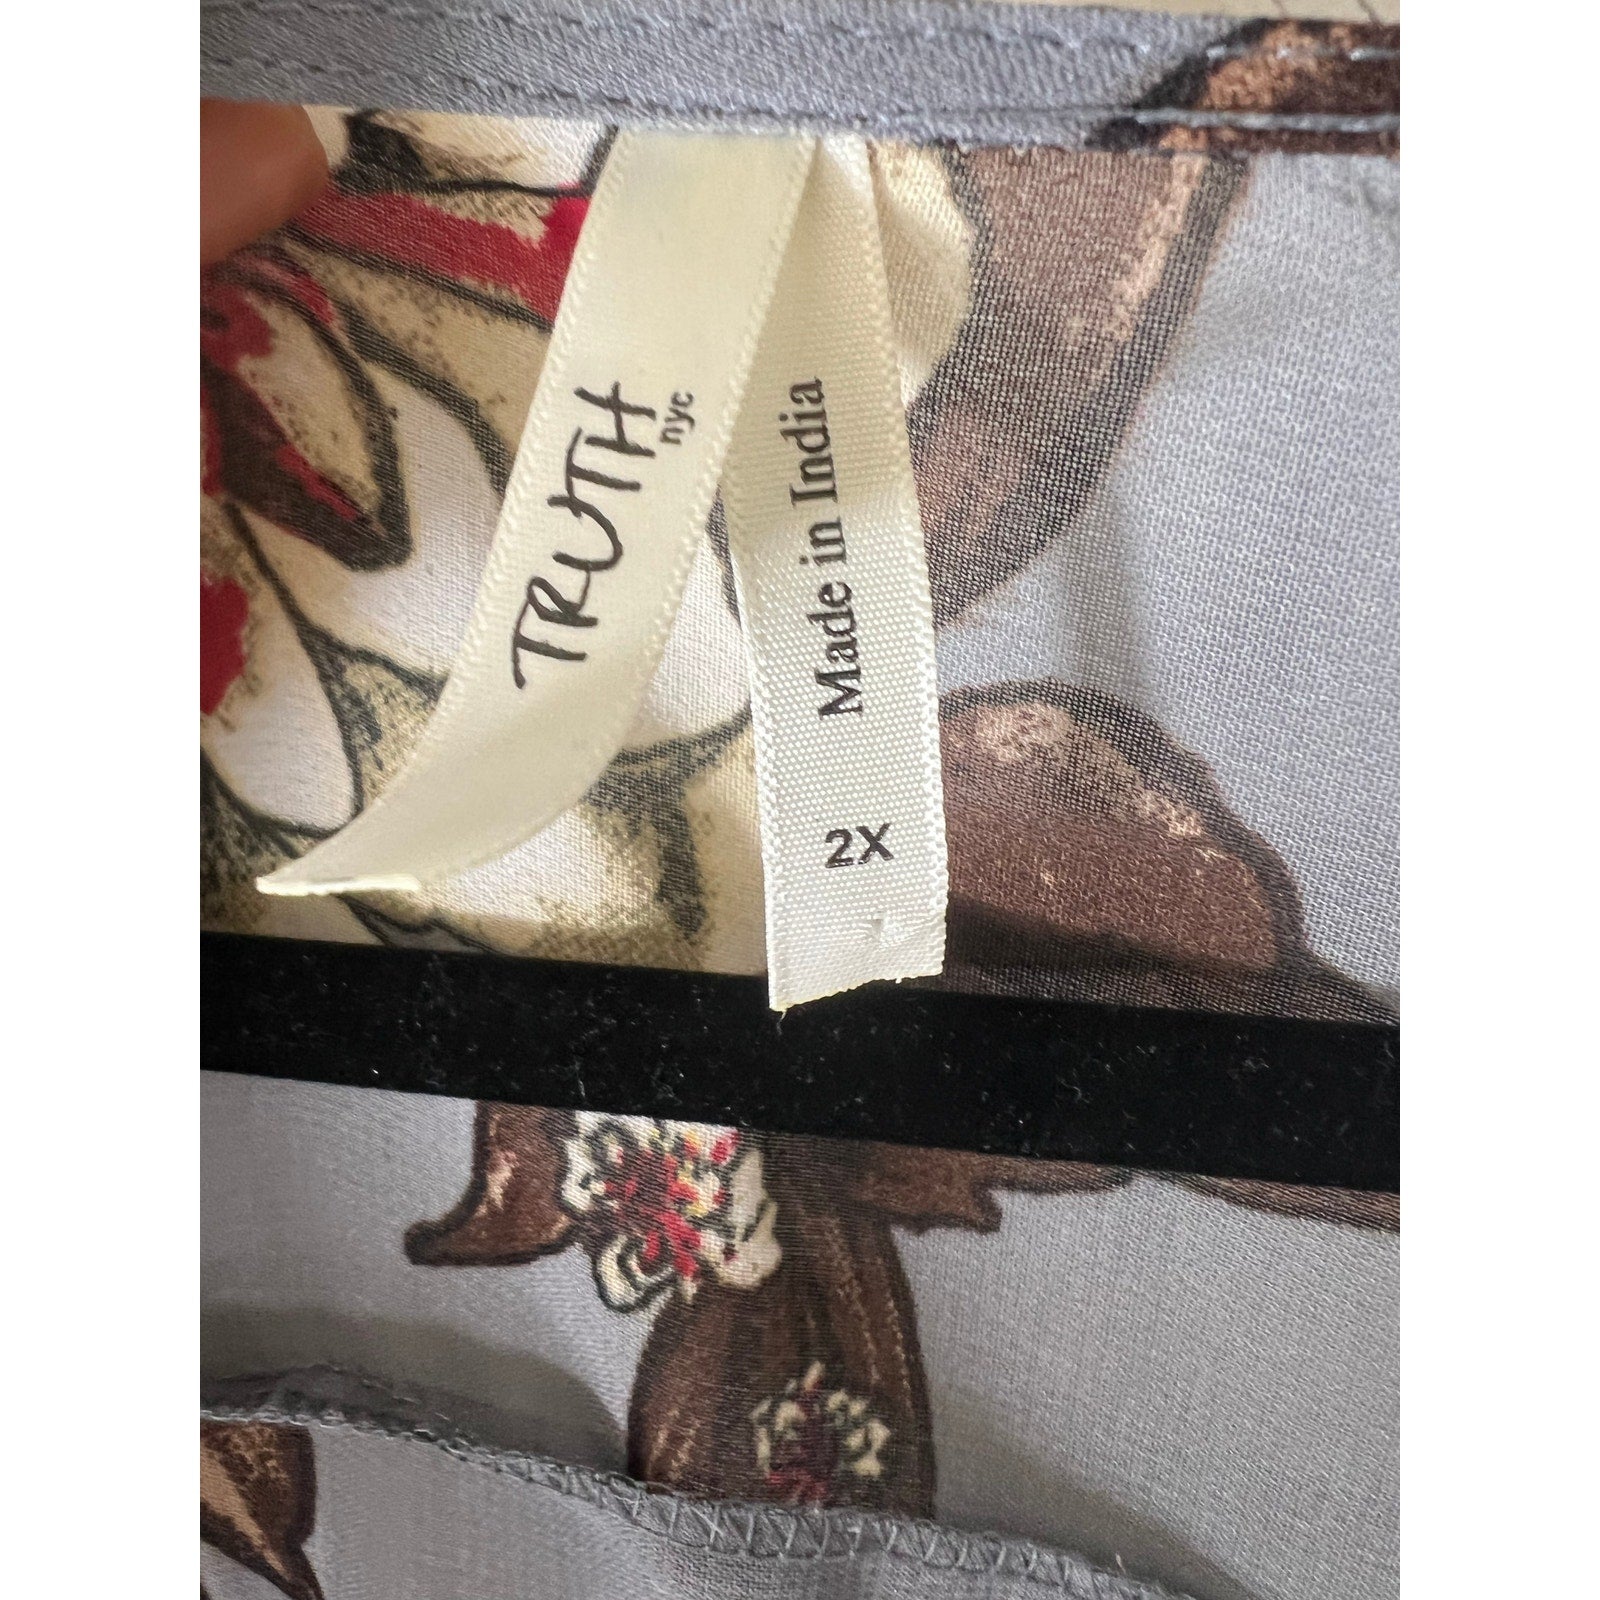 TRUTH
nyc
Made in India
2X